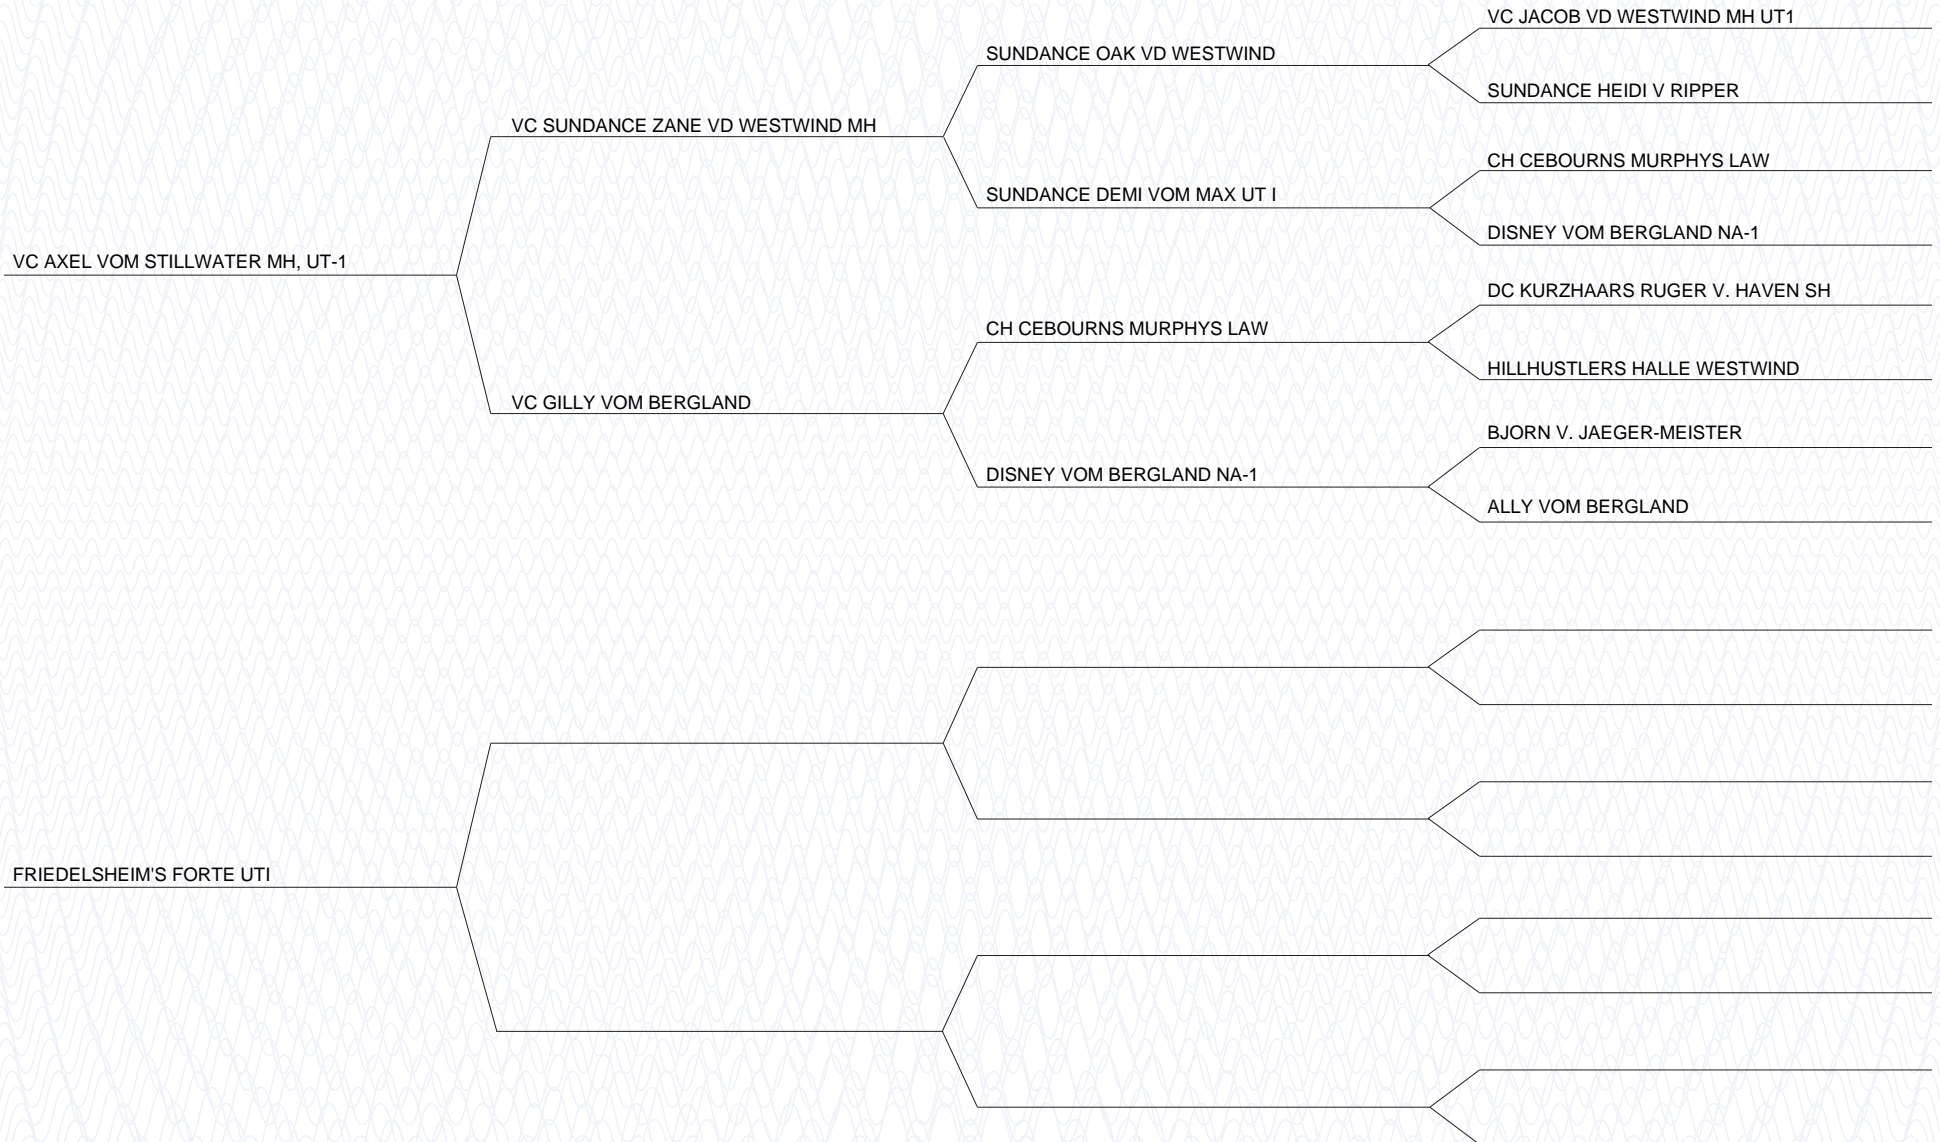 VC JACOB VD WESTWIND MH UT1
SUNDANCE OAK VD WESTWIND
SUNDANCE HEIDI V RIPPER
VC SUNDANCE ZANE VD WESTWIND MH
CH CEBOURNS MURPHYS LAW
SUNDANCE DEMI VOM MAX UT I
DISNEY VOM BERGLAND NA-1
VC AXEL VOM STILLWATER MH, UT-1
DC KURZHAARS RUGER V. HAVEN SH
CH CEBOURNS MURPHYS LAW
HILLHUSTLERS HALLE WESTWIND
VC GILLY VOM BERGLAND
BJORN V. JAEGER-MEISTER
DISNEY VOM BERGLAND NA-1
ALLY VOM BERGLAND
FRIEDELSHEIM'S FORTE UTI